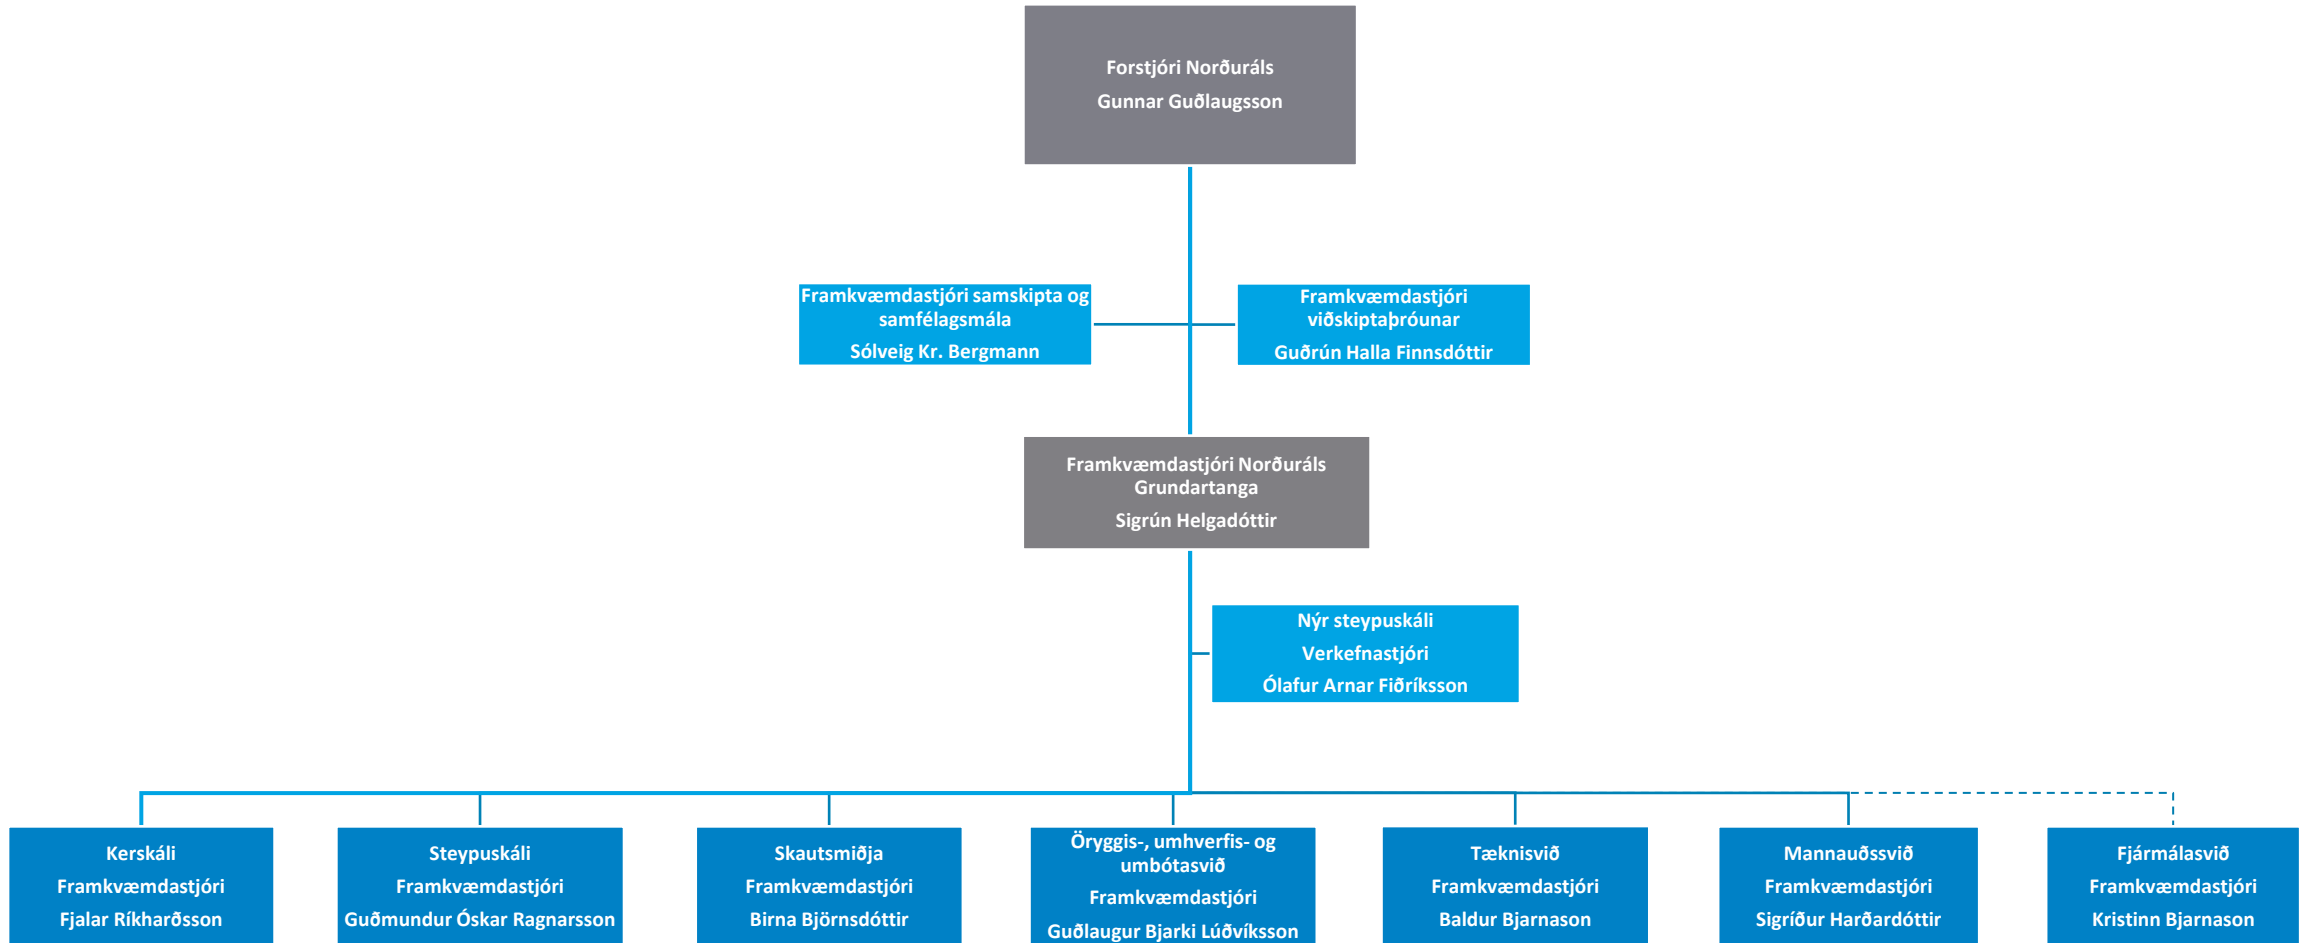 Forstjóri Norðuráls
Gunnar Guðlaugsson
Framkvæmdastjóri samskipta og
samfélagsmála
Sólveig Kr. Bergmann
Framkvæmdastjóri
viðskiptaþróunar
Guðrún Halla Finnsdóttir
Framkvæmdastjóri Norðuráls
Grundartanga
Sigrún Helgadóttir
Nýr steypuskáli
Verkefnastjóri
Ólafur Arnar Fiðríksson
Kerskáli
Framkvæmdastjóri
Fjalar Ríkharðsson
Steypuskáli
Framkvæmdastjóri
Guðmundur Óskar Ragnarsson
Skautsmiðja
Framkvæmdastjóri
Birna Björnsdóttir
Öryggis-, umhverfis- og
umbótasvið
Framkvæmdastjóri
Guðlaugur Bjarki Lúðvíksson
Tæknisvið
Framkvæmdastjóri
Baldur Bjarnason
Mannauðssvið
Framkvæmdastjóri
Sigríður Harðardóttir
Fjármálasvið
Framkvæmdastjóri
Kristinn Bjarnason